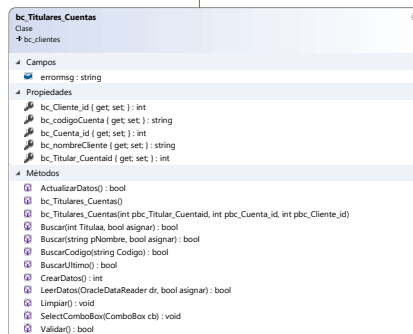 bc_Titulares_Cuentas
Clase
bc_clientes
Campos
errormsg : string
Propiedades
bc_Cliente_id { get; set; } : int
bc_codigoCuenta { get; set; } : string
bc_Cuenta_id { get; set; } : int
bc_nombreCliente { get; set; } : string
bc_Titular_Cuentaid { get; set; } : int
Métodos
ActualizarDatos() : bool
bc_Titulares_Cuentas()
bc_Titulares_Cuentas(int pbc_Titular_Cuentaid, int pbc_Cuenta_id, int pbc_Cliente_id)
Buscar(int Titulaa, bool asignar) : bool
Buscar(string pNombre, bool asignar) : bool
BuscarCodigo(string Codigo) : bool
BuscarUltimo() : bool
CrearDatos() : int
LeerDatos(OracleDataReader dr, bool asignar) : bool
Limpiar() : void
SelectComboBox(ComboBox cb) : void
Validar() : bool